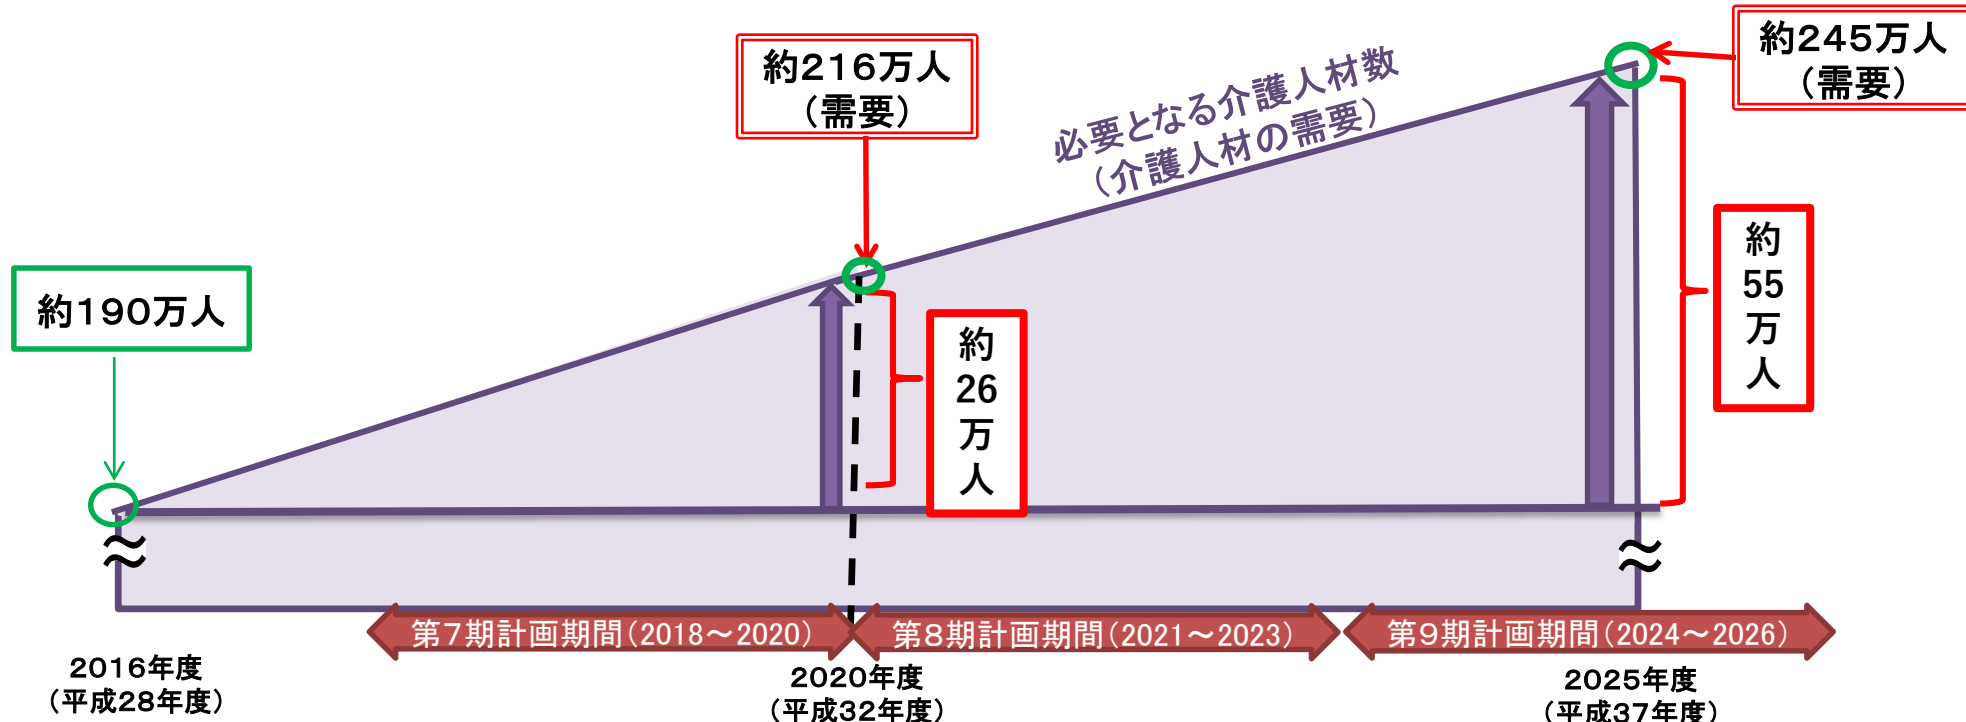 約216万人
（需要）
約245万人
（需要）
必要となる介護人材数
（介護人材の需要）
約190万人
約
26
万
人
約
55
万
人
第7期計画期間（2018～2020）
第8期計画期間（2021～2023）
第9期計画期間（2024～2026）
2016年度
（平成28年度）
2020年度
（平成32年度）
2025年度
（平成37年度）